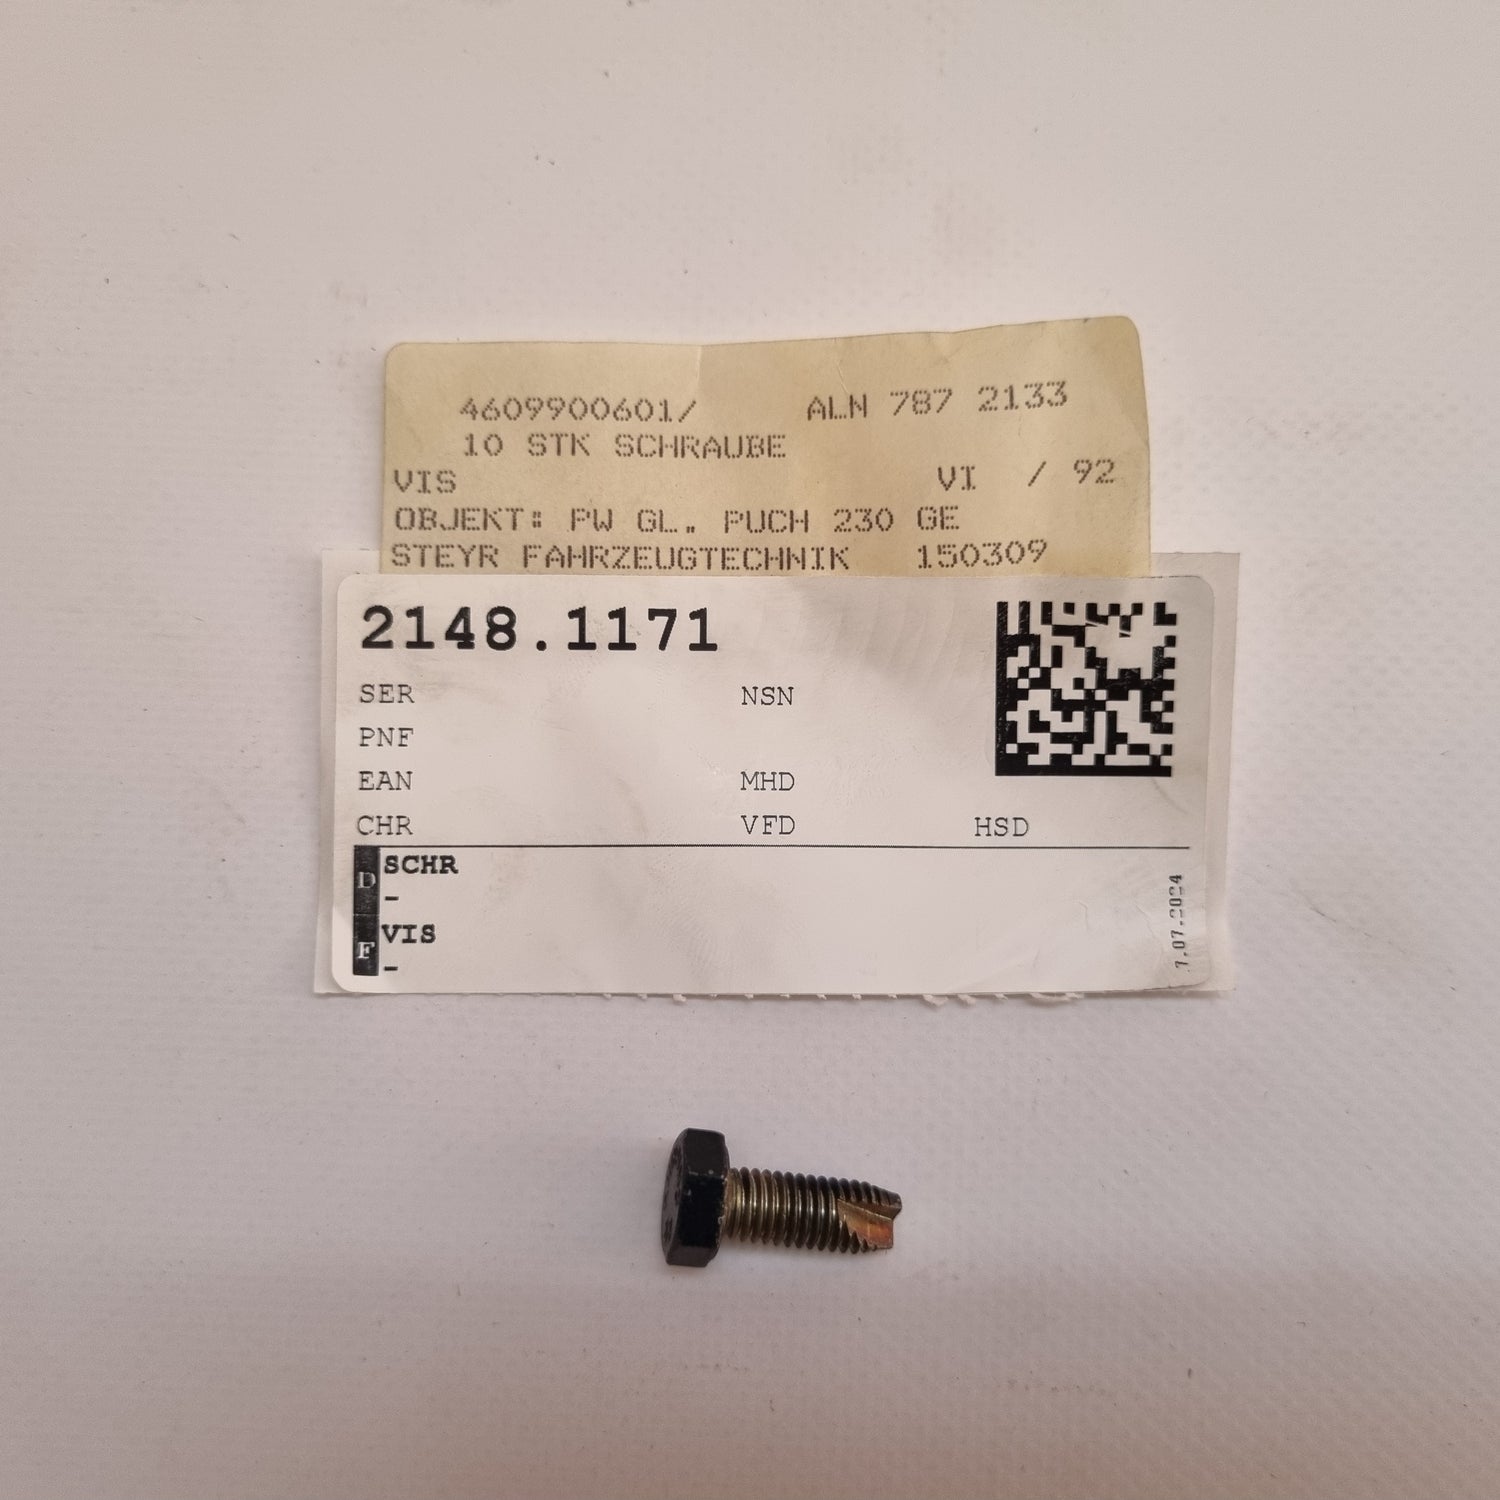 4609900601/ ALN 787 2133
10 STK SCHRAUBE
VIS VI / 92
OBJEKT: PW GL. PUCH 230 GE
STEYR FAHRZEUGTECHNIK 150309
2148.1171
SER NSN
PNF
EAN MHD
CHR VFD HSD
D SCHR
-
F VIS
-
7.07.2024